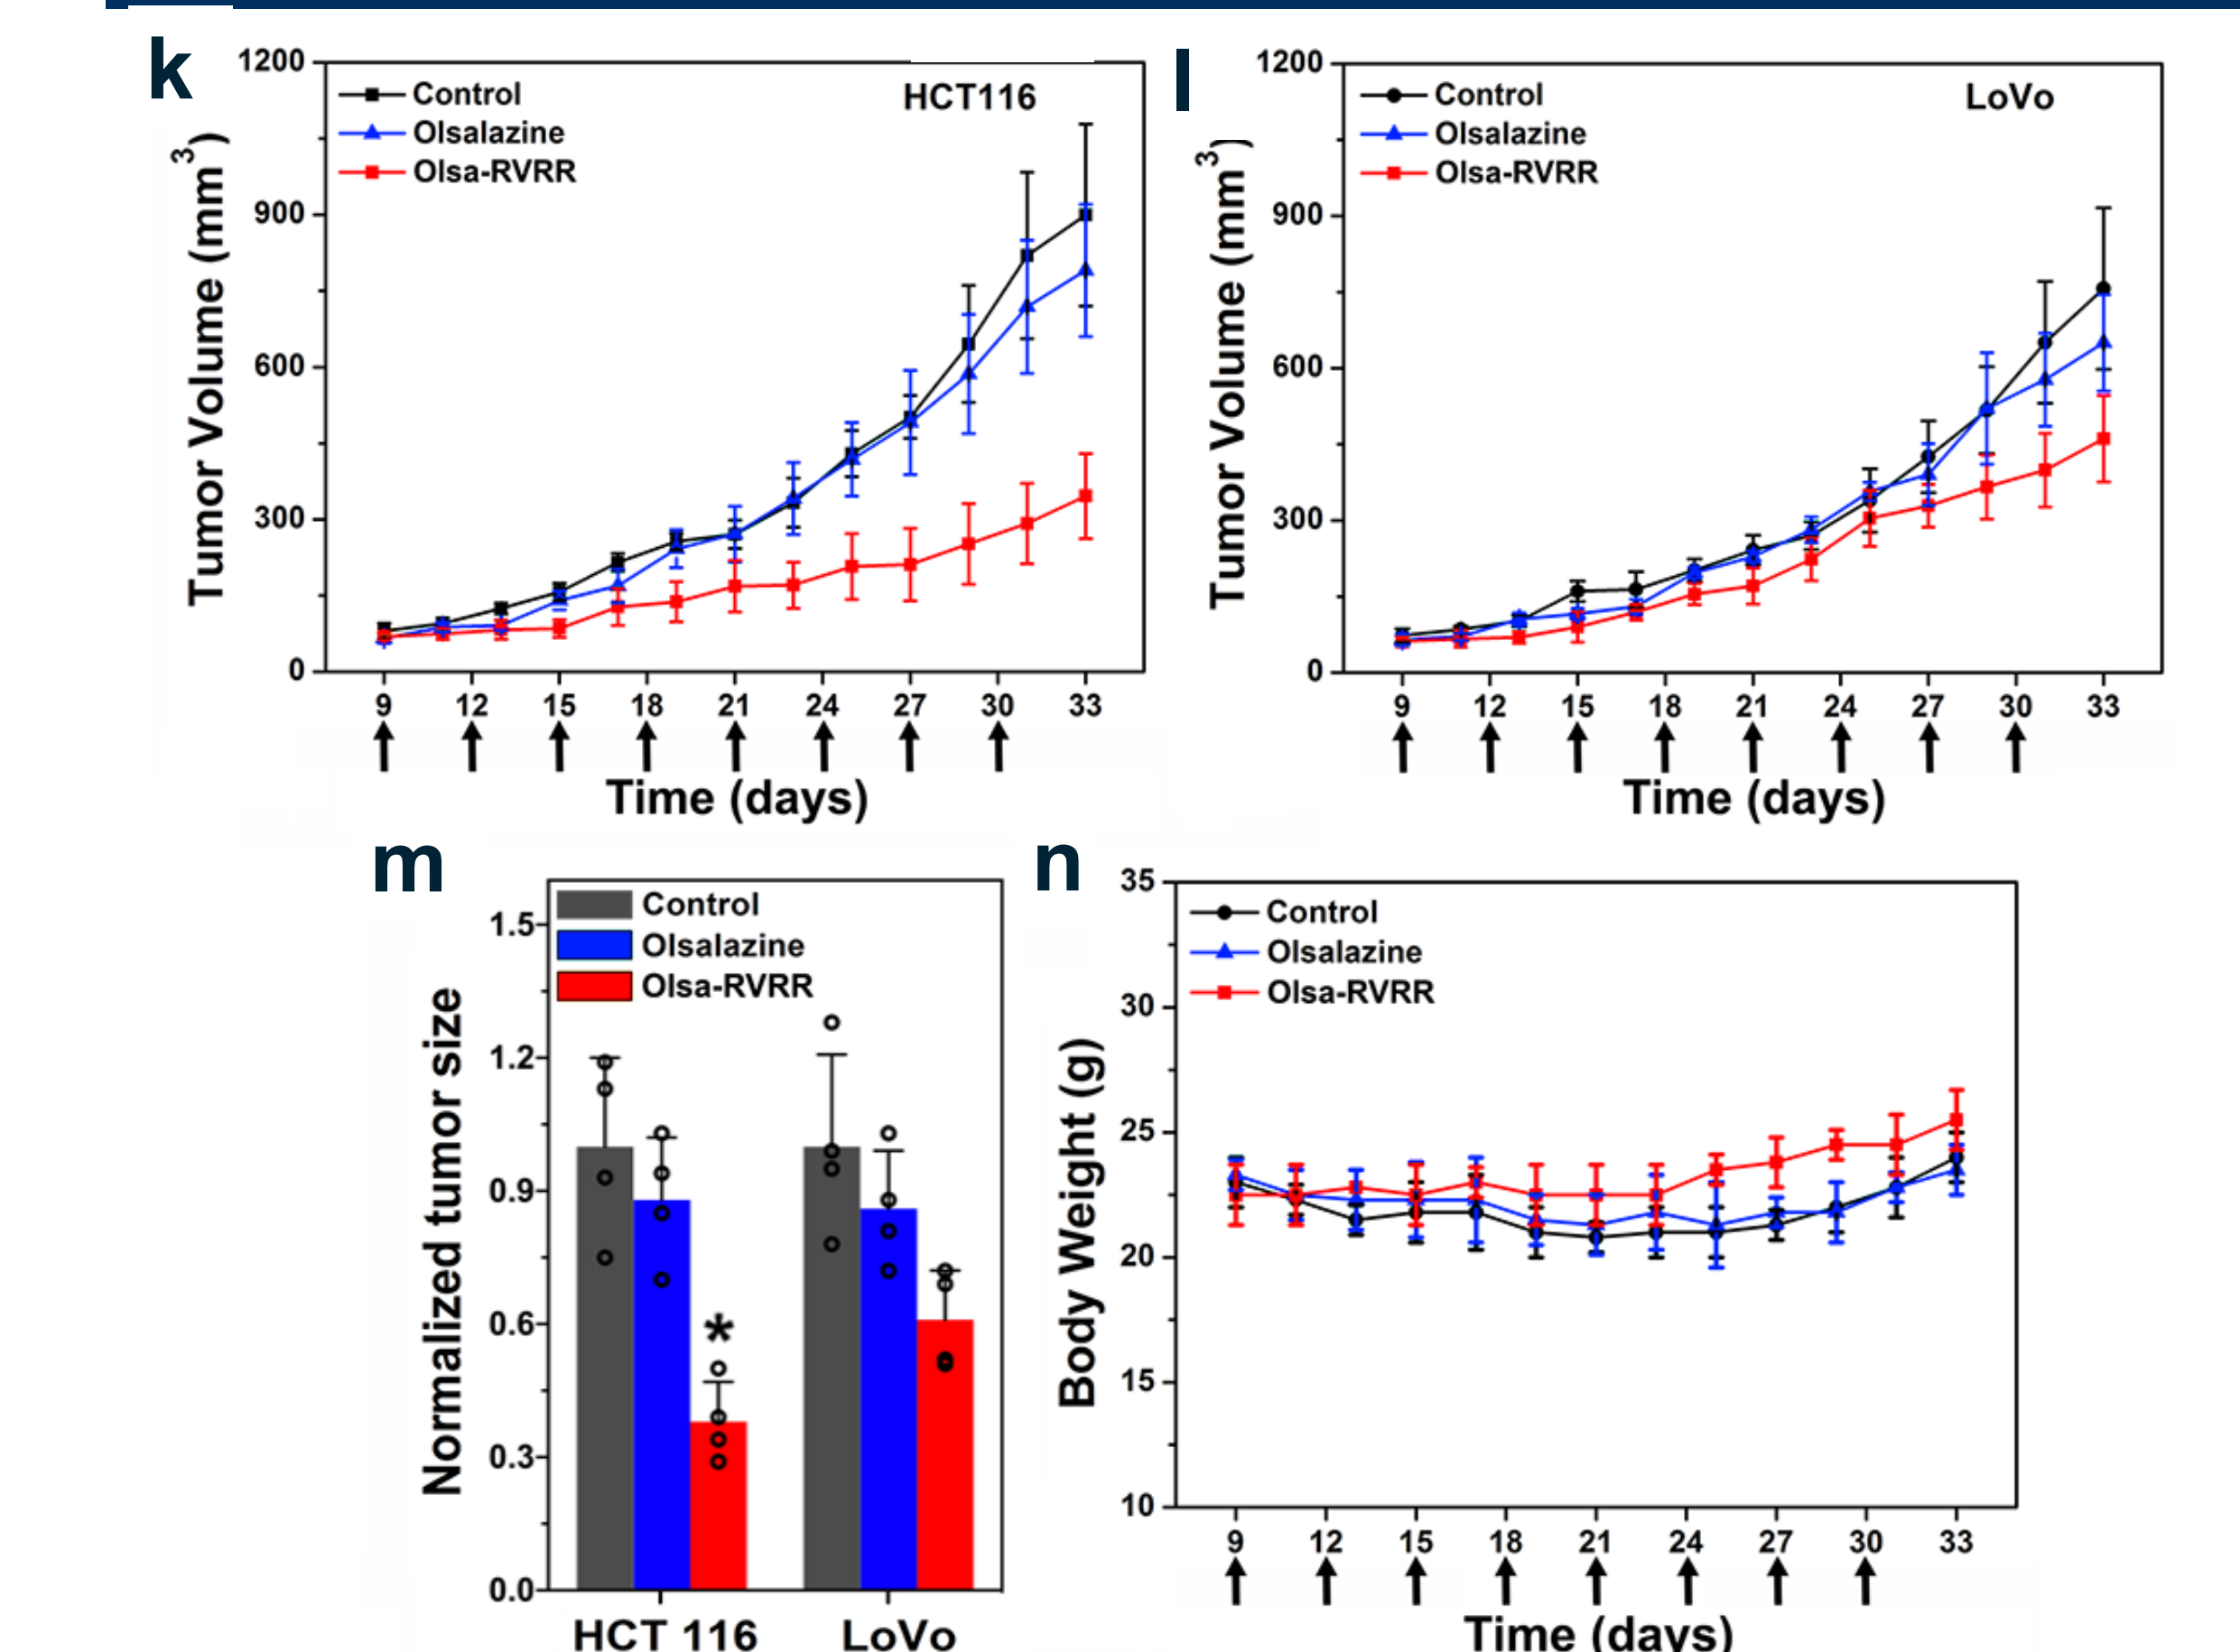 k
1200
900
600
300
0
Tumor Volume (mm3)
Control
Olsalazine
Olsa-RVRR
HCT116
9 12 15 18 21 24 27 30 33
Time (days)
l
1200
900
600
300
0
Tumor Volume (mm3)
Control
Olsalazine
Olsa-RVRR
LoVo
9 12 15 18 21 24 27 30 33
Time (days)
m
1.5
1.2
0.9
0.6
0.3
0.0
Normalized tumor size
Control
Olsalazine
Olsa-RVRR
*
HCT 116 LoVo
n
35
30
25
20
15
10
Body Weight (g)
Control
Olsalazine
Olsa-RVRR
9 12 15 18 21 24 27 30 33
Time (days)